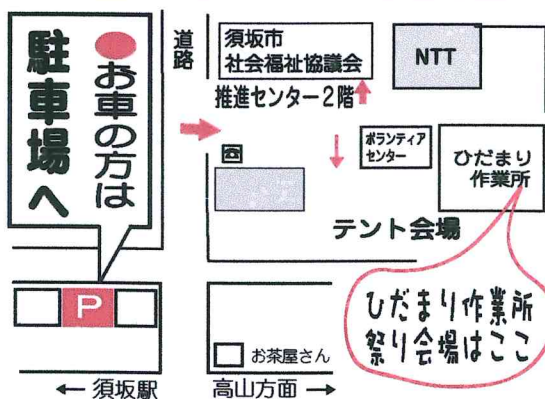 ●お車の方は
駐車場へ
道路
須坂市
社会福祉協議会
推進センター2階
NTT
ボランティア
センター
ひだまり
作業所
テント会場
ひだまり作業所
祭り会場はここ
P
お茶屋さん
← 須坂駅
高山方面 →